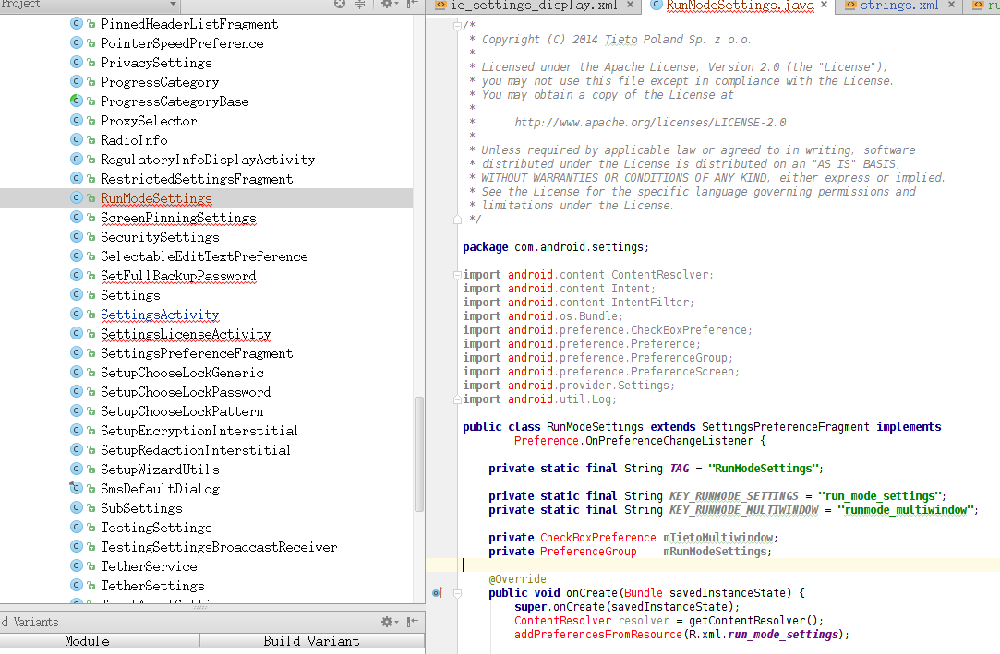 Project
PinnedHeaderListFragment
PointerSpeedPreference
PrivacySettings
ProgressCategory
ProgressCategoryBase
ProxySelector
RadioInfo
RegulatoryInfoDisplayActivity
RestrictedSettingsFragment
RunModeSettings
ScreenPinningSettings
SecuritySettings
SelectableEditTextPreference
SetFullBackupPassword
Settings
SettingsActivity
SettingsLicenseActivity
SettingsPreferenceFragment
SetupChooseLockGeneric
SetupChooseLockPassword
SetupChooseLockPattern
SetupEncryptionInterstitial
SetupRedactionInterstitial
SetupWizardUtils
SmsDefaultDialog
SubSettings
TestingSettings
TestingSettingsBroadcastReceiver
TetherService
TetherSettings
d Variants
Module Build Variant
ic_settings_display.xml RunModeSettings.java strings.xml ru
/*
* Copyright (C) 2014 Tieto Poland Sp. z o.o.
*
* Licensed under the Apache License, Version 2.0 (the "License");
* you may not use this file except in compliance with the License.
* You may obtain a copy of the License at
*
* http://www.apache.org/licenses/LICENSE-2.0
*
* Unless required by applicable law or agreed to in writing, software
* distributed under the License is distributed on an "AS IS" BASIS,
* WITHOUT WARRANTIES OR CONDITIONS OF ANY KIND, either express or implied.
* See the License for the specific language governing permissions and
* limitations under the License.
*/
package com.android.settings;
import android.content.ContentResolver;
import android.content.Intent;
import android.content.IntentFilter;
import android.os.Bundle;
import android.preference.CheckBoxPreference;
import android.preference.Preference;
import android.preference.PreferenceGroup;
import android.preference.PreferenceScreen;
import android.provider.Settings;
import android.util.Log;
public class RunModeSettings extends SettingsPreferenceFragment implements
Preference.OnPreferenceChangeListener {
private static final String TAG = "RunModeSettings";
private static final String KEY_RUNMODE_SETTINGS = "run_mode_settings";
private static final String KEY_RUNMODE_MULTIWINDOW = "runmode_multiwindow";
private CheckBoxPreference mTietoMultiwindow;
private PreferenceGroup mRunModeSettings;
@Override
public void onCreate(Bundle savedInstanceState) {
super.onCreate(savedInstanceState);
ContentResolver resolver = getContentResolver();
addPreferencesFromResource(R.xml.run_mode_settings);